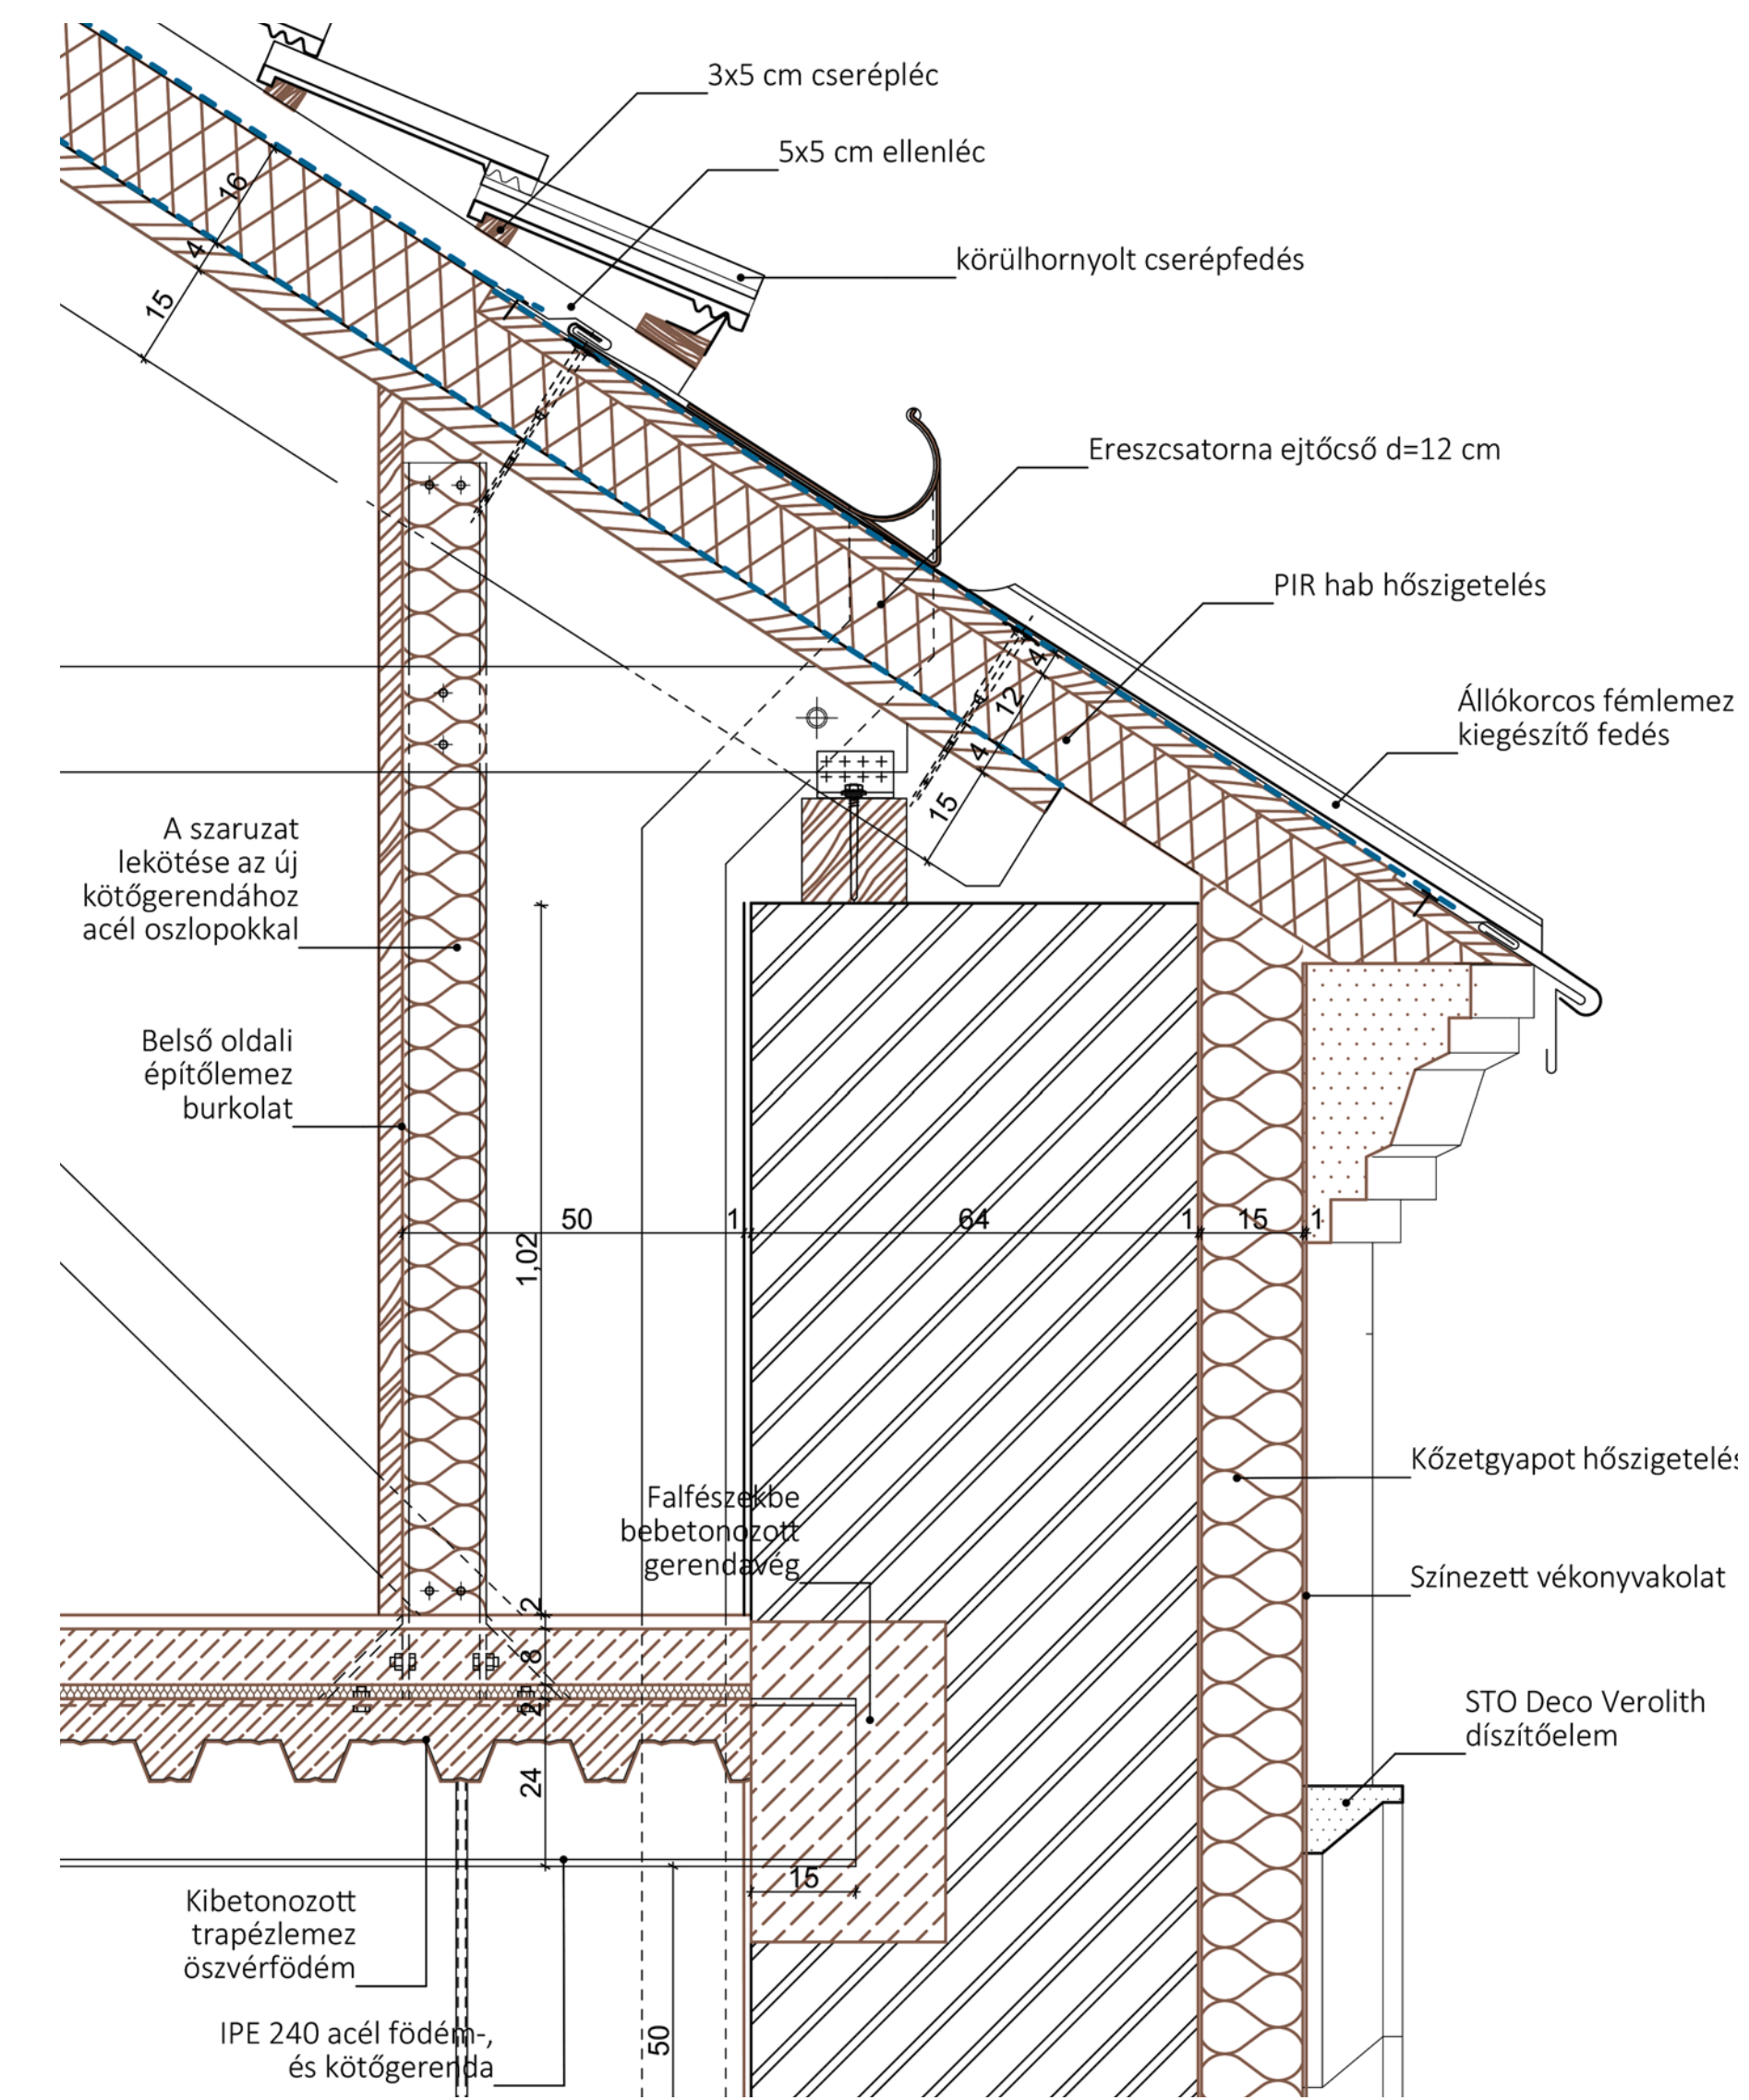 3x5 cm cserépléc
5x5 cm ellenléc
16
4
15
körülhornyolt cserépfedés
Ereszcsatorna ejtőcső d=12 cm
PIR hab hőszigetelés
4
12
4
15
Állókorcos fémlemez
kiegészítő fedés
A szaruzat
lekötése az új
kötőgerendához
acél oszlopokkal
Belső oldali
építőlemez
burkolat
50 1 64 1 15 1
1,02
Kőzetgyapot hőszigetelés
Falfészekbe
bebetonozott
gerendavég
Színezett vékonyvakolat
2
8
2
24
STO Deco Verolith
díszítőelem
15
Kibetonozott
trapézlemez
öszvérfödém
IPE 240 acél födém-,
és kötőgerenda
50